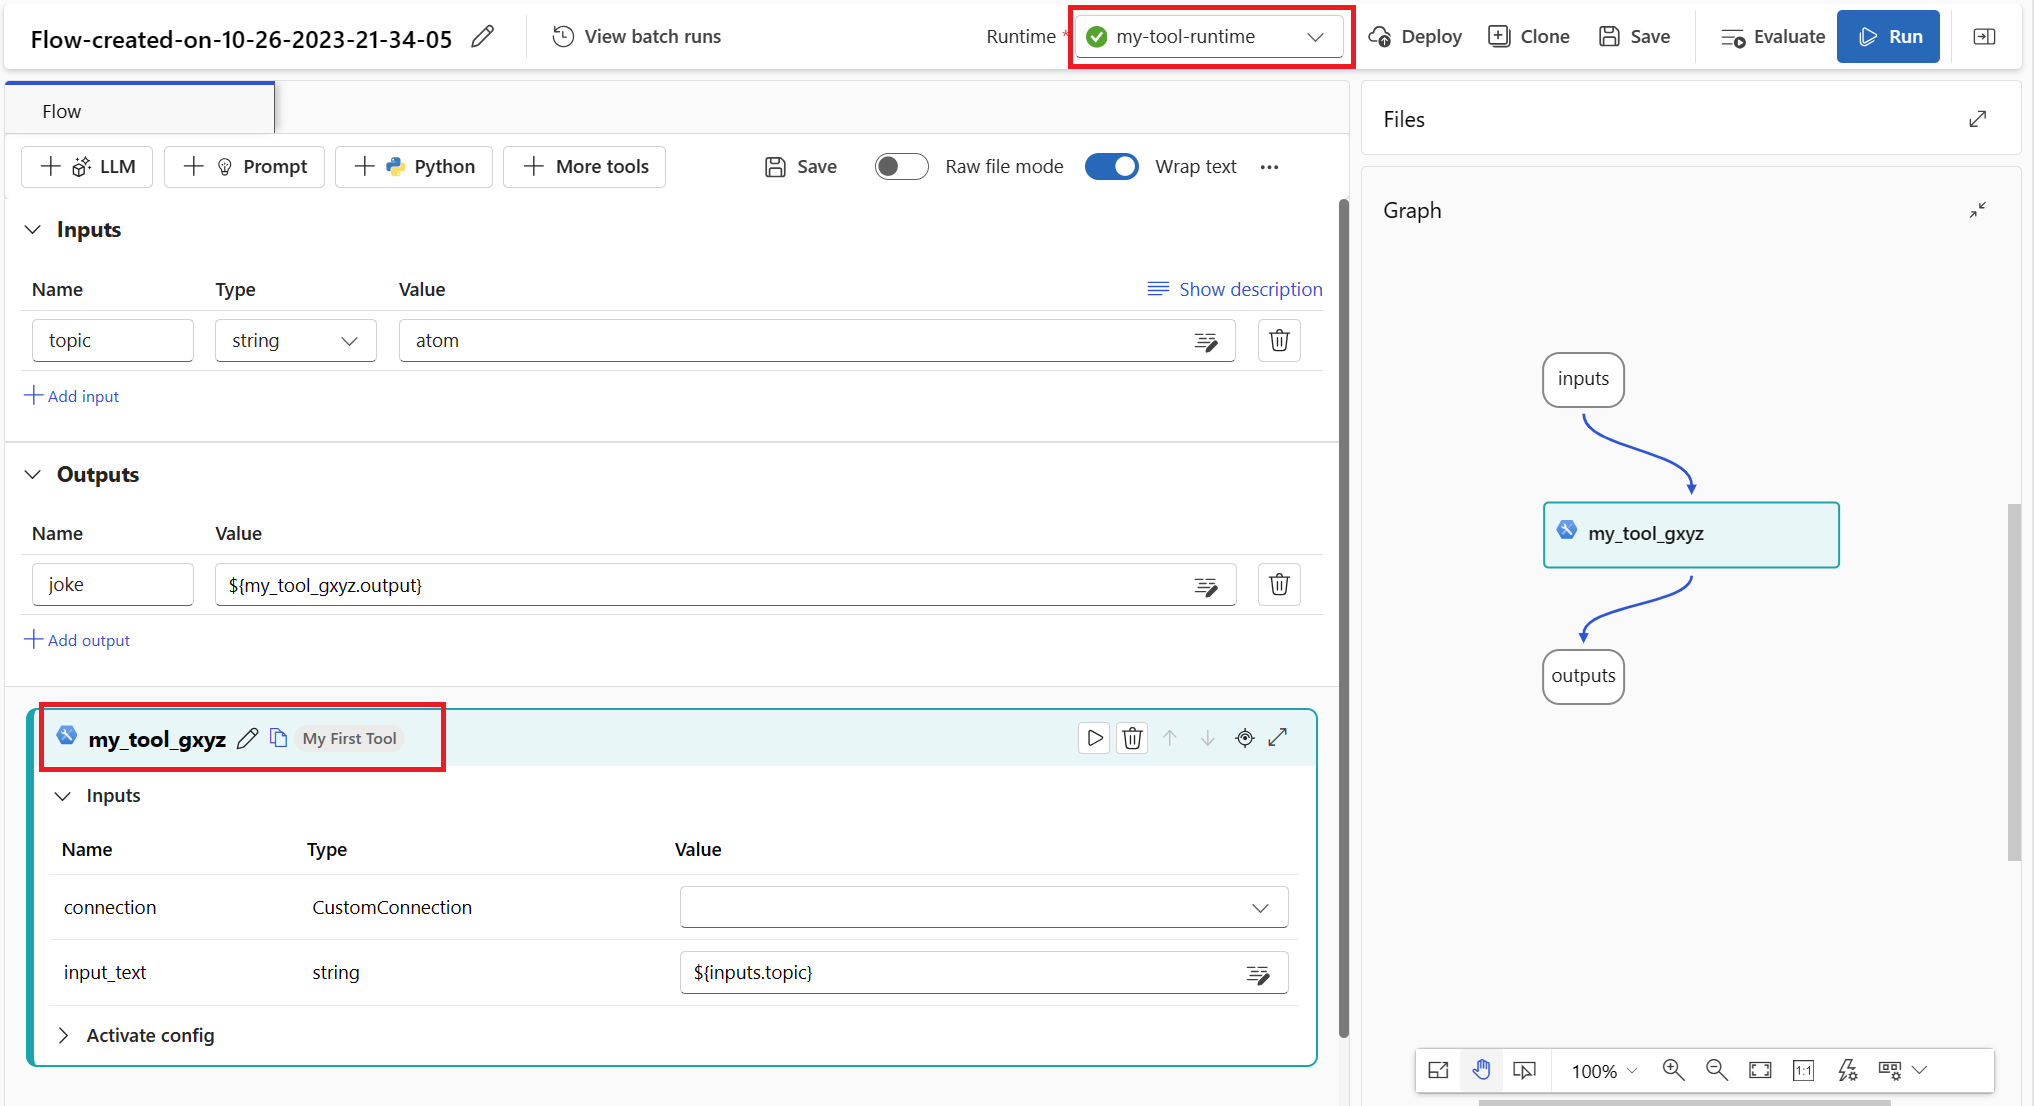 Flow-created-on-10-26-2023-21-34-05
View batch runs
Runtime * my-tool-runtime
Deploy
Clone
Save
Evaluate
Run
Flow
LLM
Prompt
Python
More tools
Save
Raw file mode
Wrap text
Inputs
Name Type Value Show description
topic string atom
Add input
Outputs
Name Value
joke ${my_tool_gxyz.output}
Add output
my_tool_gxyz My First Tool
Inputs
Name Type Value
connection CustomConnection
input_text string ${inputs.topic}
Activate config
Files
Graph
inputs
my_tool_gxyz
outputs
100%
1:1